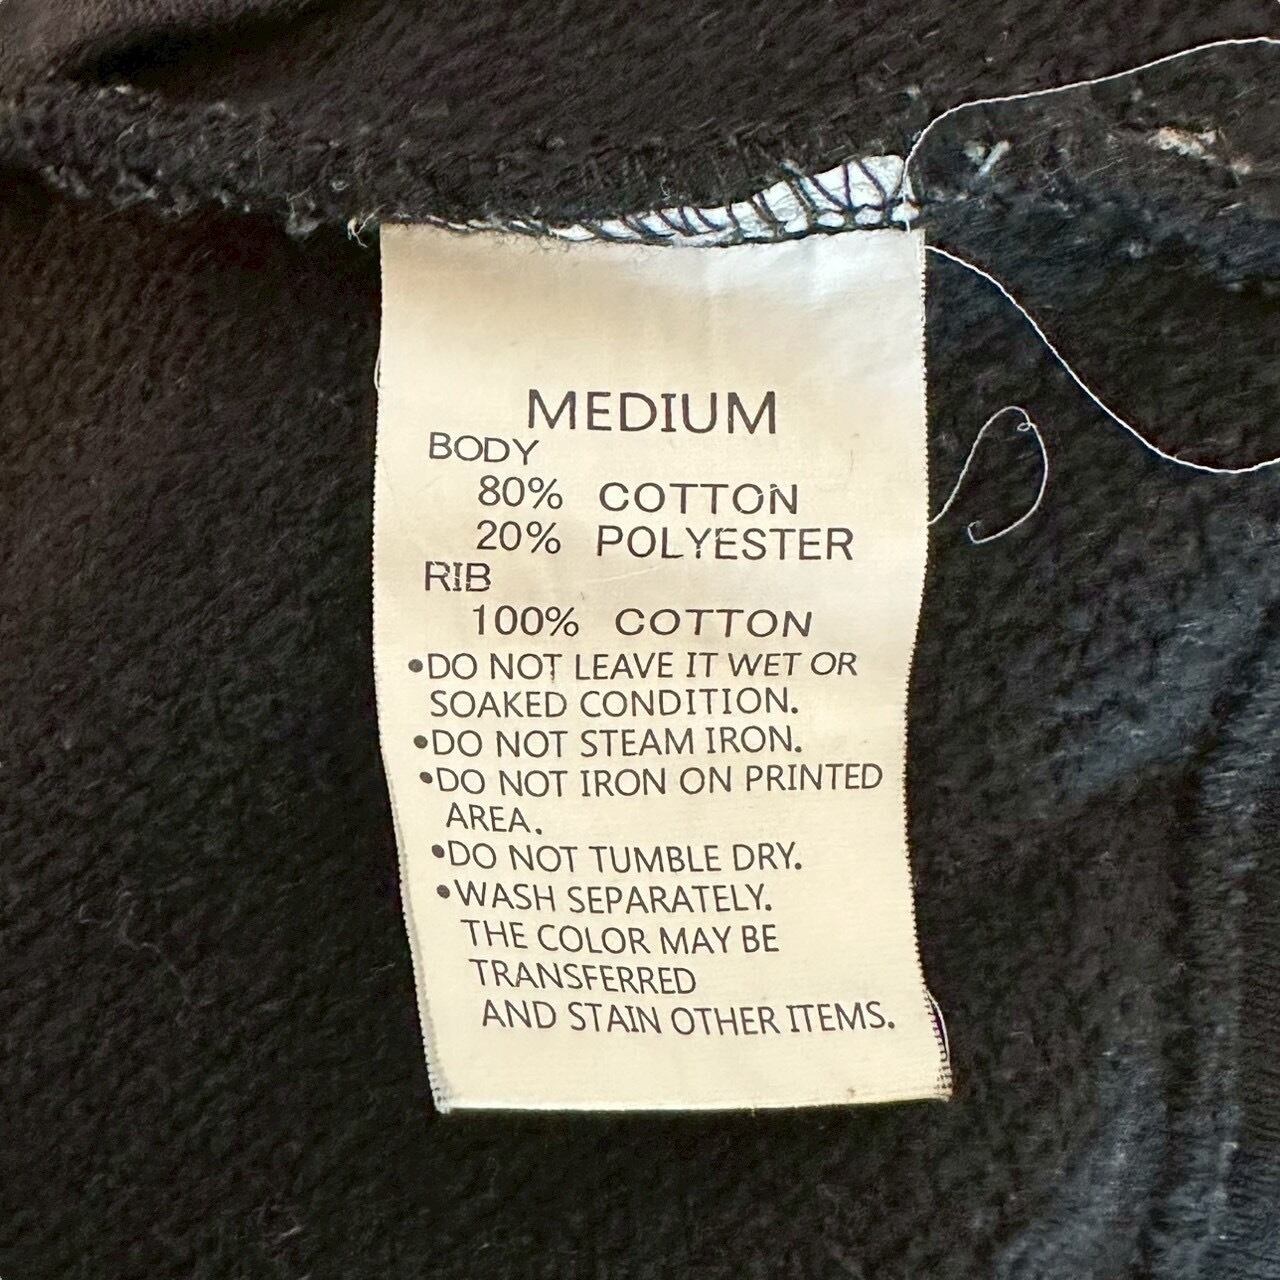 MEDIUM
BODY
80% COTTON
20% POLYESTER
RIB
100% COTTON
•DO NOT LEAVE IT WET OR
SOAKED CONDITION.
•DO NOT STEAM IRON.
•DO NOT IRON ON PRINTED
AREA.
•DO NOT TUMBLE DRY.
•WASH SEPARATELY.
THE COLOR MAY BE
TRANSFERRED
AND STAIN OTHER ITEMS.